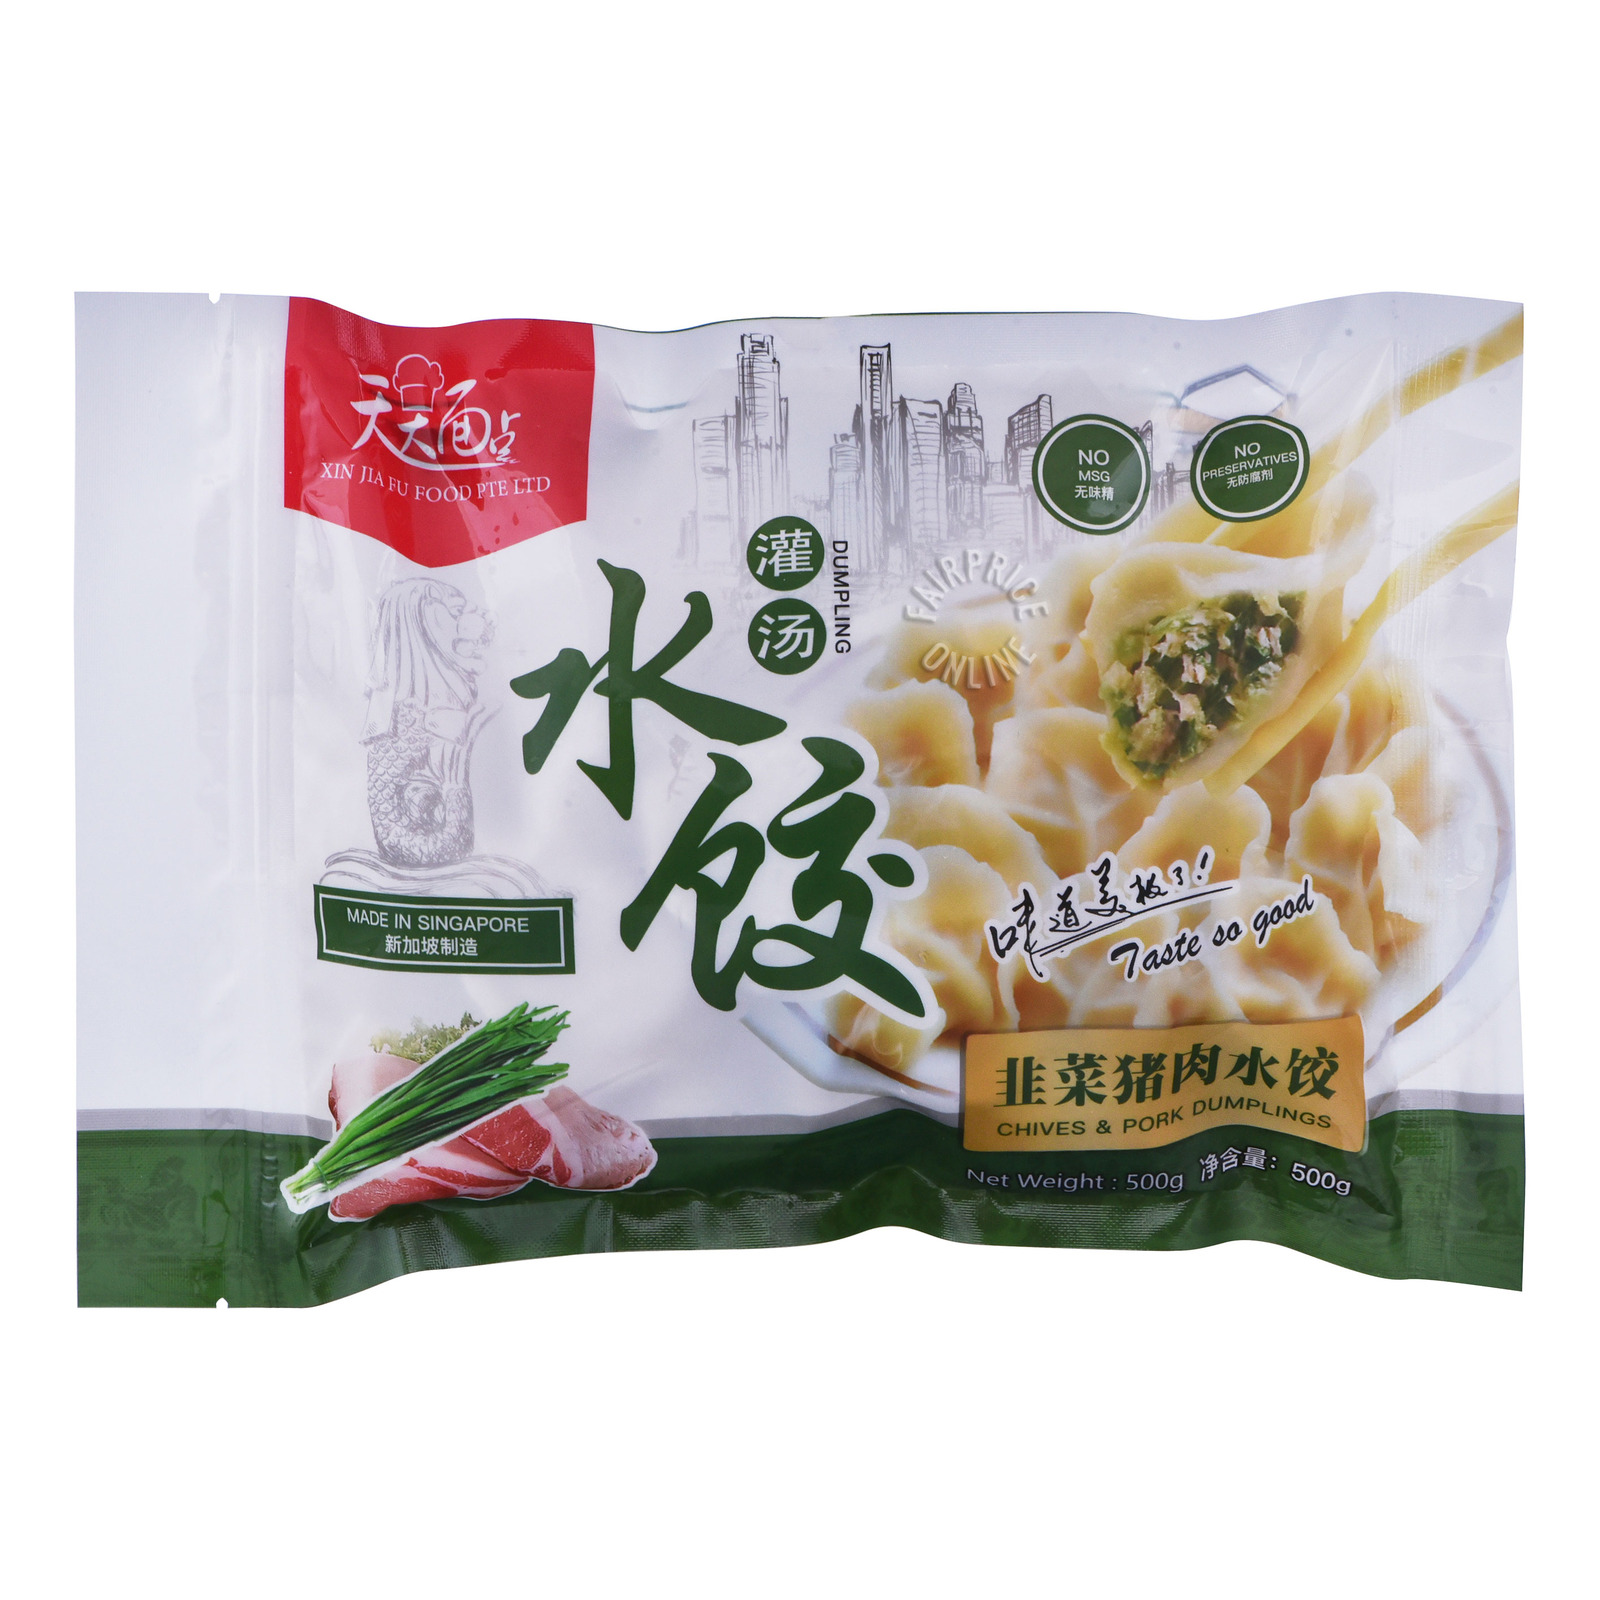 天天面点
XIN JIA FU FOOD PTE LTD
NO
MSG
无味精
NO
PRESERVATIVES
无防腐剂
灌汤
DUMPLING
水饺
FAIRPRICE
ONLINE
MADE IN SINGAPORE
新加坡制造
味道美极了!
Taste so good
韭菜猪肉水饺
CHIVES & PORK DUMPLINGS
Net Weight : 500g 净含量: 500g